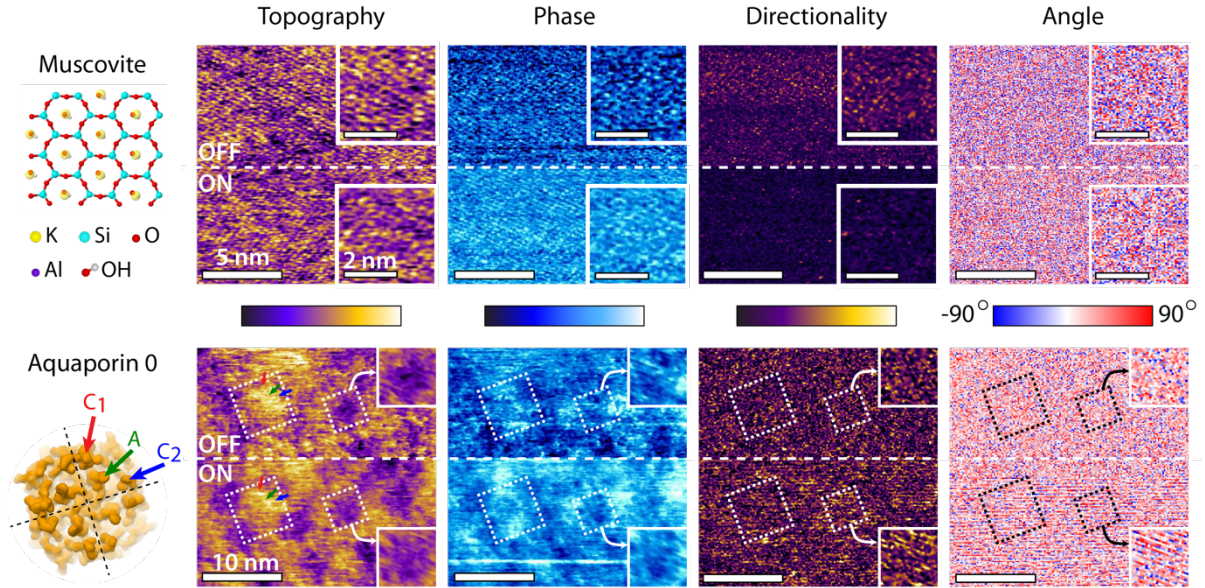 Topography
Phase
Directionality
Angle
Muscovite
K
Si
O
Al
OH
OFF
ON
5 nm
2 nm
-90°
90°
Aquaporin 0
C1
A
C2
OFF
ON
10 nm